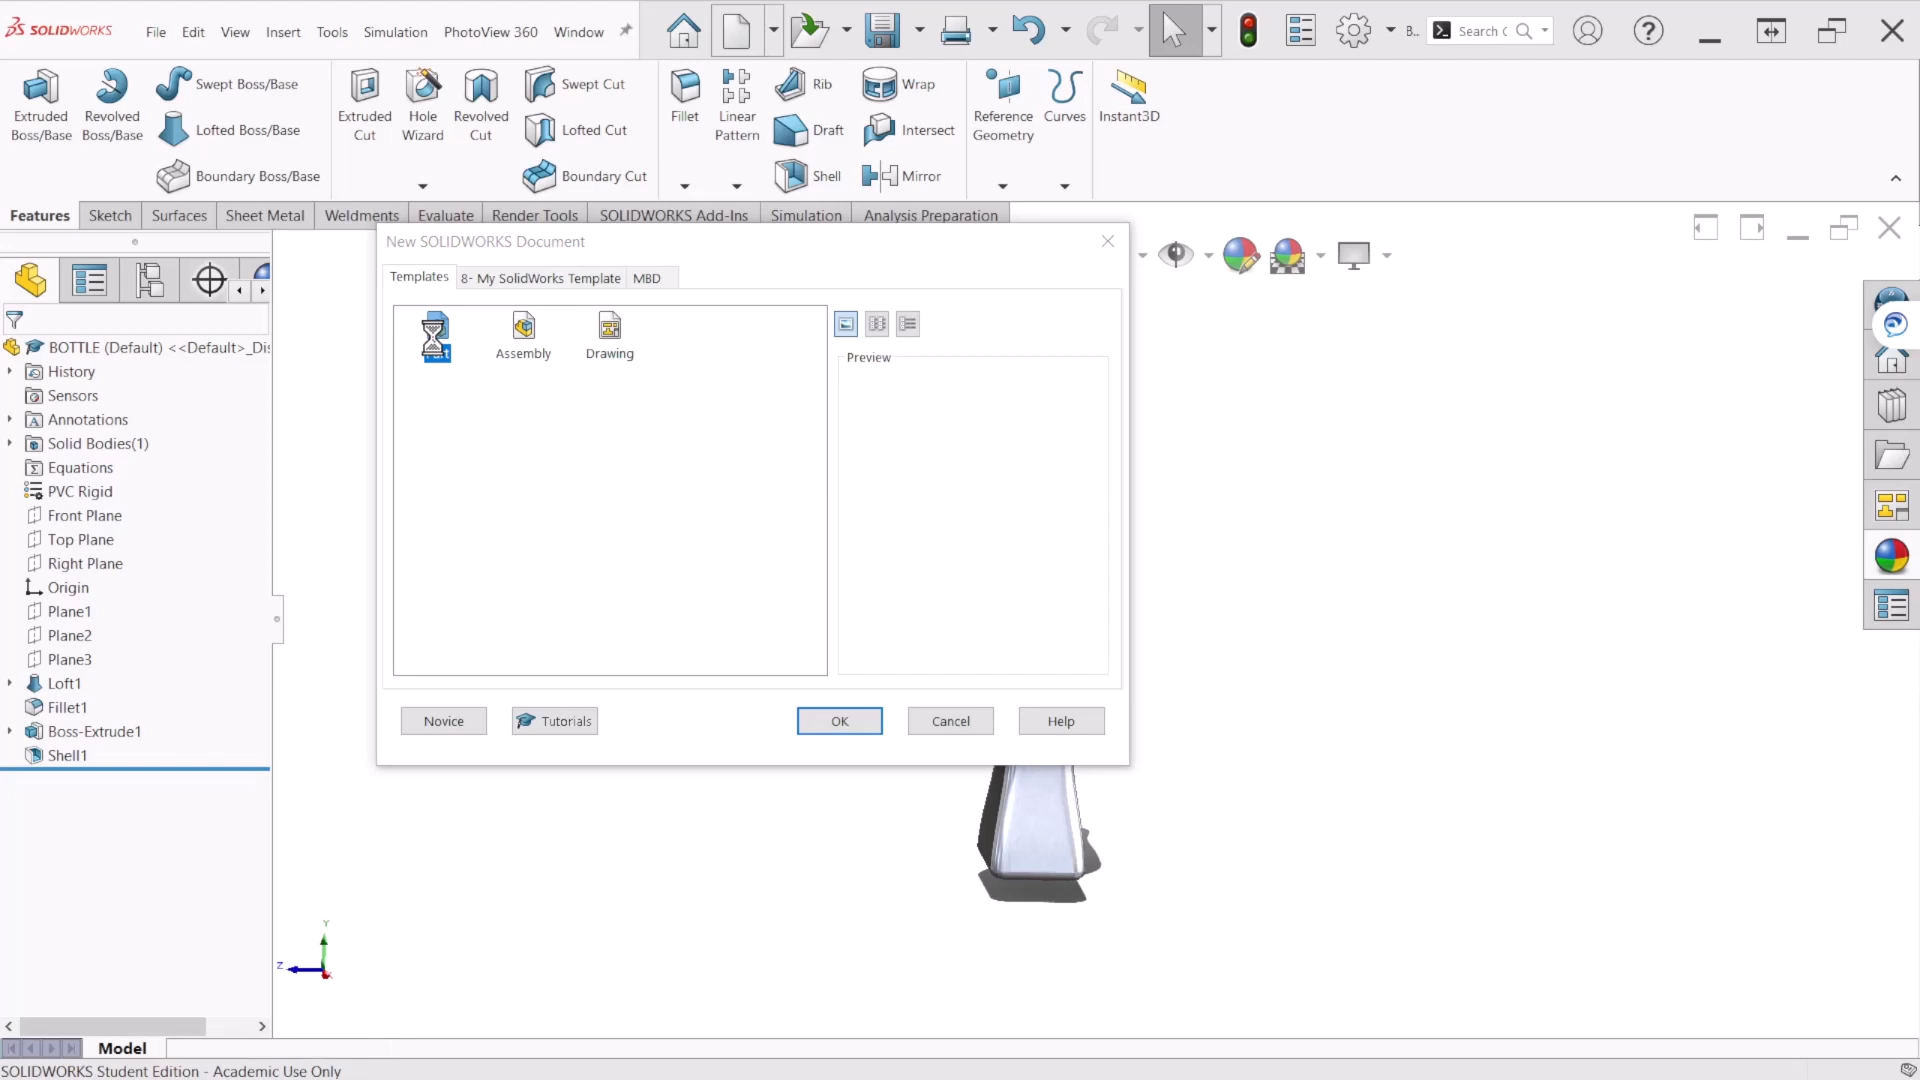 SOLIDWORKS
File Edit View Insert Tools Simulation PhotoView 360 Window
B..
Search
Extruded Boss/Base
Revolved Boss/Base
Swept Boss/Base
Lofted Boss/Base
Boundary Boss/Base
Extruded Cut
Hole Wizard
Revolved Cut
Swept Cut
Lofted Cut
Boundary Cut
Fillet
Linear Pattern
Rib
Draft
Shell
Wrap
Intersect
Mirror
Reference Geometry
Curves
Instant3D
Features Sketch Surfaces Sheet Metal Weldments Evaluate Render Tools SOLIDWORKS Add-Ins Simulation Analysis Preparation
BOTTLE (Default) <<Default>_Dis
History
Sensors
Annotations
Solid Bodies(1)
Equations
PVC Rigid
Front Plane
Top Plane
Right Plane
Origin
Plane1
Plane2
Plane3
Loft1
Fillet1
Boss-Extrude1
Shell1
New SOLIDWORKS Document
Templates 8- My SolidWorks Template MBD
Assembly Drawing
Preview
Novice Tutorials OK Cancel Help
Y
Z
Model
SOLIDWORKS Student Edition - Academic Use Only